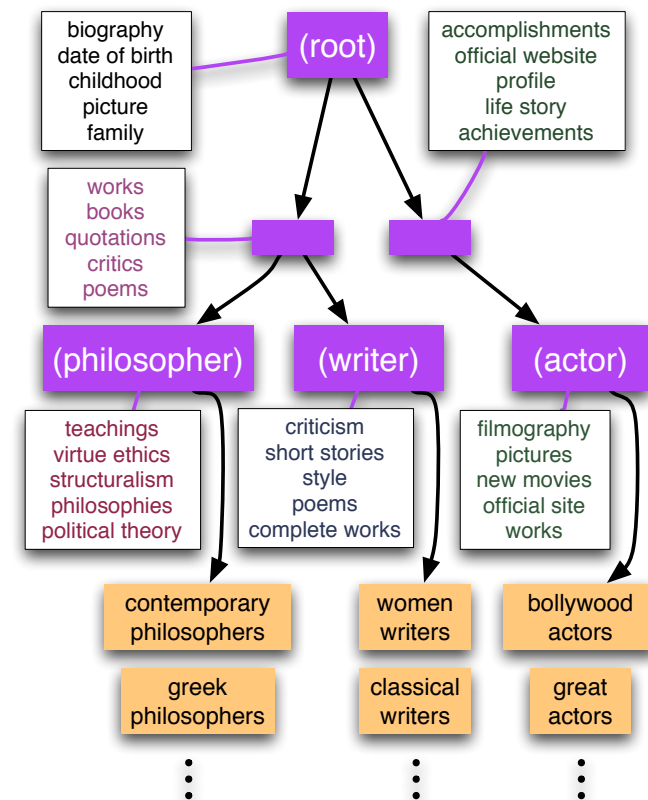 biography
date of birth
childhood
picture
family
(root)
accomplishments
official website
profile
life story
achievements
works
books
quotations
critics
poems
(philosopher)
(writer)
(actor)
teachings
virtue ethics
structuralism
philosophies
political theory
criticism
short stories
style
poems
complete works
filmography
pictures
new movies
official site
works
contemporary
philosophers
women
writers
bollywood
actors
greek
philosophers
classical
writers
great
actors